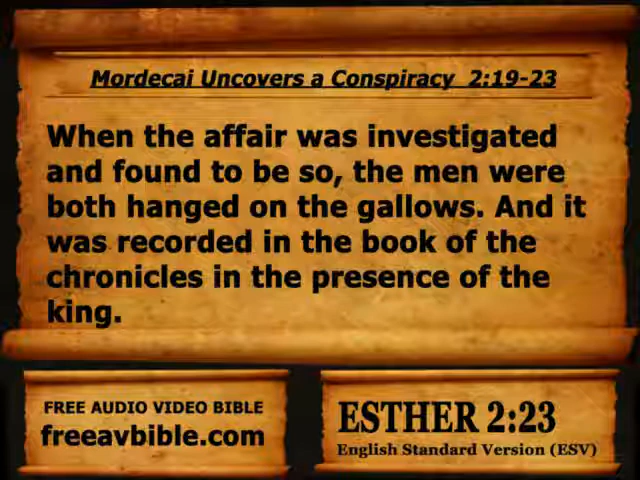 Mordecai Uncovers a Conspiracy 2:19-23
When the affair was investigated
and found to be so, the men were
both hanged on the gallows. And it
was recorded in the book of the
chronicles in the presence of the
king.
FREE AUDIO VIDEO BIBLE
freeavbible.com
ESTHER 2:23
English Standard Version (ESV)